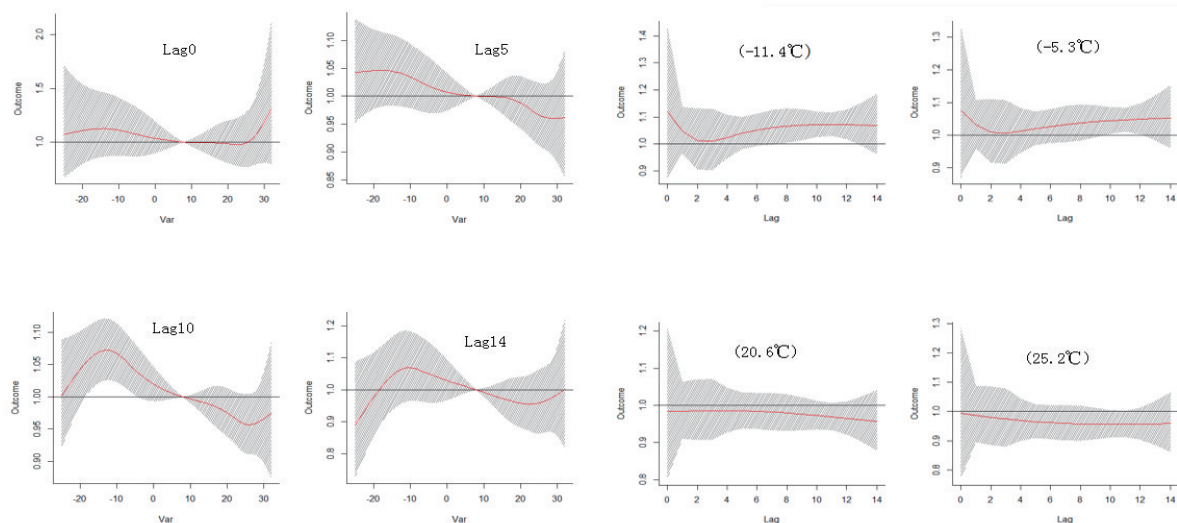 Lag0
Outcome
2.0
1.5
1.0
-20 -10 0 10 20 30
Var
Lag5
Outcome
1.10
1.05
1.00
0.95
0.90
0.85
-20 -10 0 10 20 30
Var
(-11.4℃)
Outcome
1.4
1.3
1.2
1.1
1.0
0.9
0 2 4 6 8 10 12 14
Lag
(-5.3℃)
Outcome
1.3
1.2
1.1
1.0
0.9
0 2 4 6 8 10 12 14
Lag
Lag10
Outcome
1.10
1.05
1.00
0.95
0.90
-20 -10 0 10 20 30
Var
Lag14
Outcome
1.2
1.1
1.0
0.9
0.8
-20 -10 0 10 20 30
Var
(20.6℃)
Outcome
1.2
1.1
1.0
0.9
0.8
0 2 4 6 8 10 12 14
Lag
(25.2℃)
Outcome
1.3
1.2
1.1
1.0
0.9
0.8
0 2 4 6 8 10 12 14
Lag